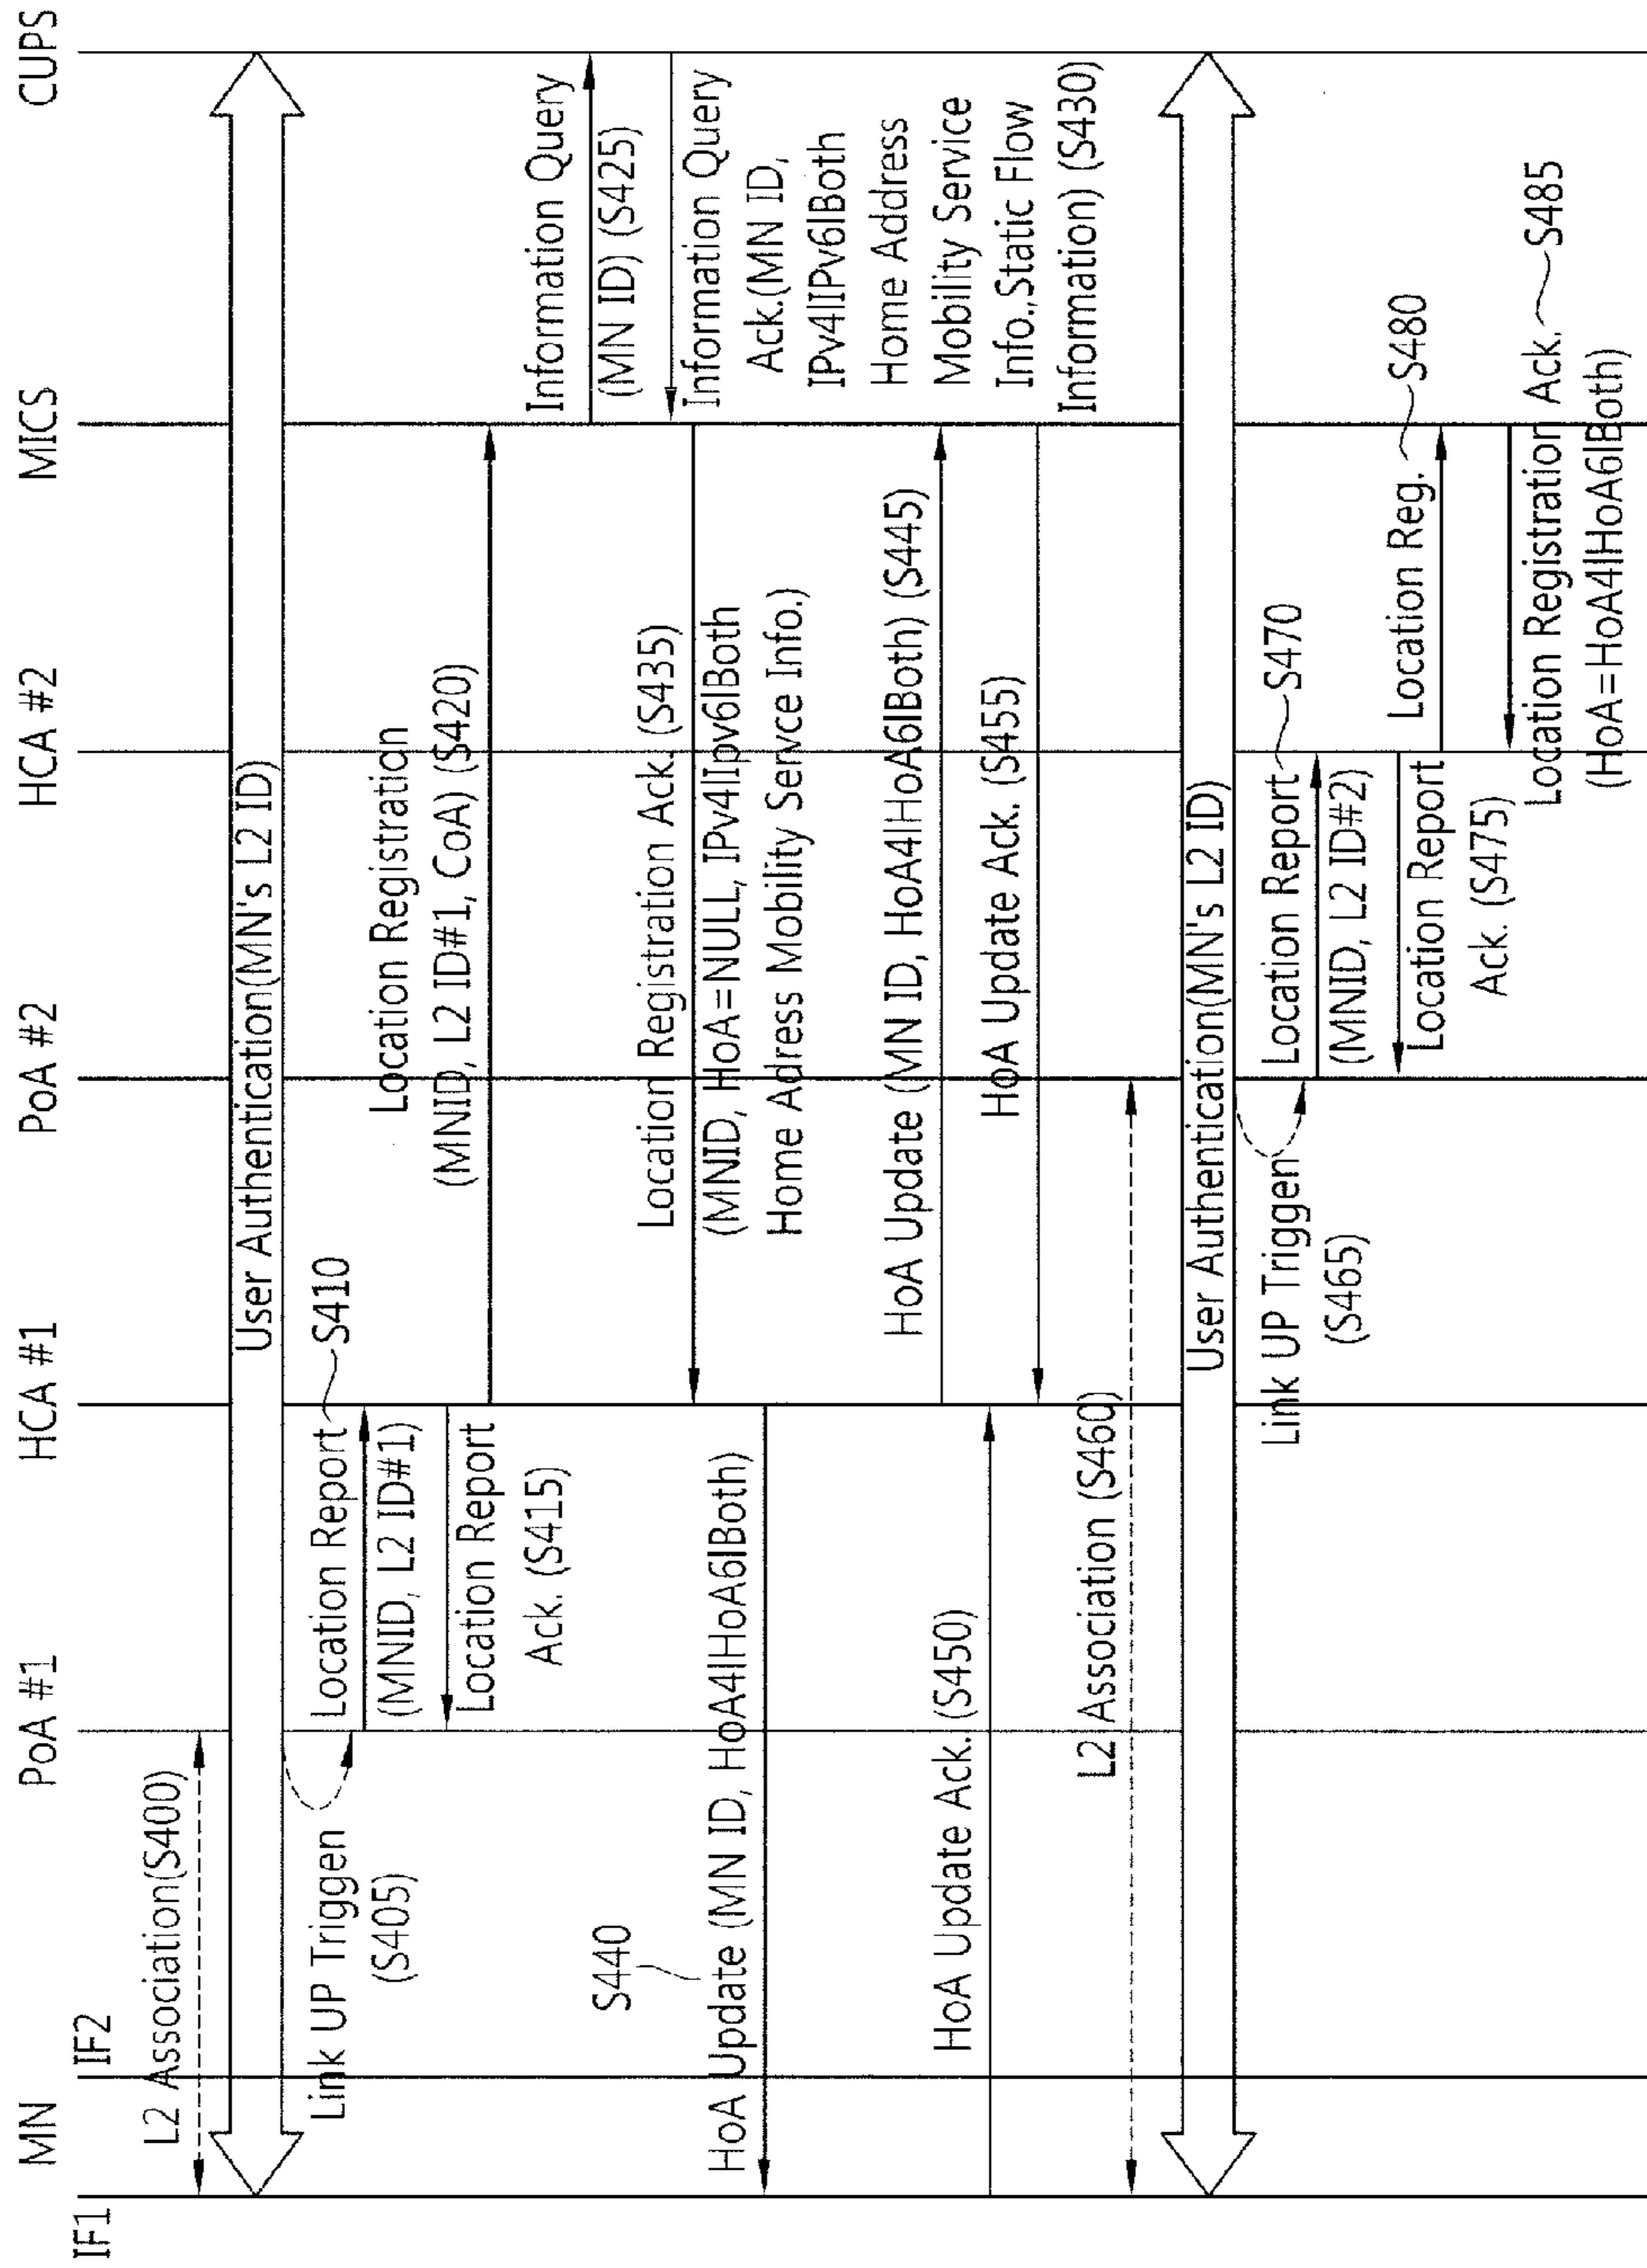 MN
PoA #1
HCA #1
PoA #2
HCA #2
MICS
CUPS
IF1
IF2
L2 Association(S400)
User Authentication(MN's L2 ID)
Link UP Triggen
(S405)
Location Report
S410
(MNID, L2 ID#1)
Location Report
Ack. (S415)
Location Registration
(MNID, L2 ID#1, CoA) (S420)
Information Query
(MN ID) (S425)
Information Query
Ack.(MN ID,
IPv4|IPv6|Both
Home Address
Mobility Service
Info.,Static Flow
Information) (S430)
Location Registration Ack. (S435)
(MNID, HoA=NULL, IPv4|Ipv6|Both
Home Adress Mobility Servce Info.)
S440
HoA Update (MN ID, HoA4|HoA6|Both)
HoA Update (MN ID, HoA4|HoA6|Both) (S445)
HoA Update Ack. (S450)
HoA Update Ack. (S455)
L2 Association (S460)
User Authentication(MN's L2 ID)
Link UP Triggen
(S465)
Location Report
S470
(MNID, L2 ID#2)
Location Report
Ack. (S475)
Location Reg.
S480
Location Registration Ack.
S485
(HoA=HoA4|HoA6|Both)